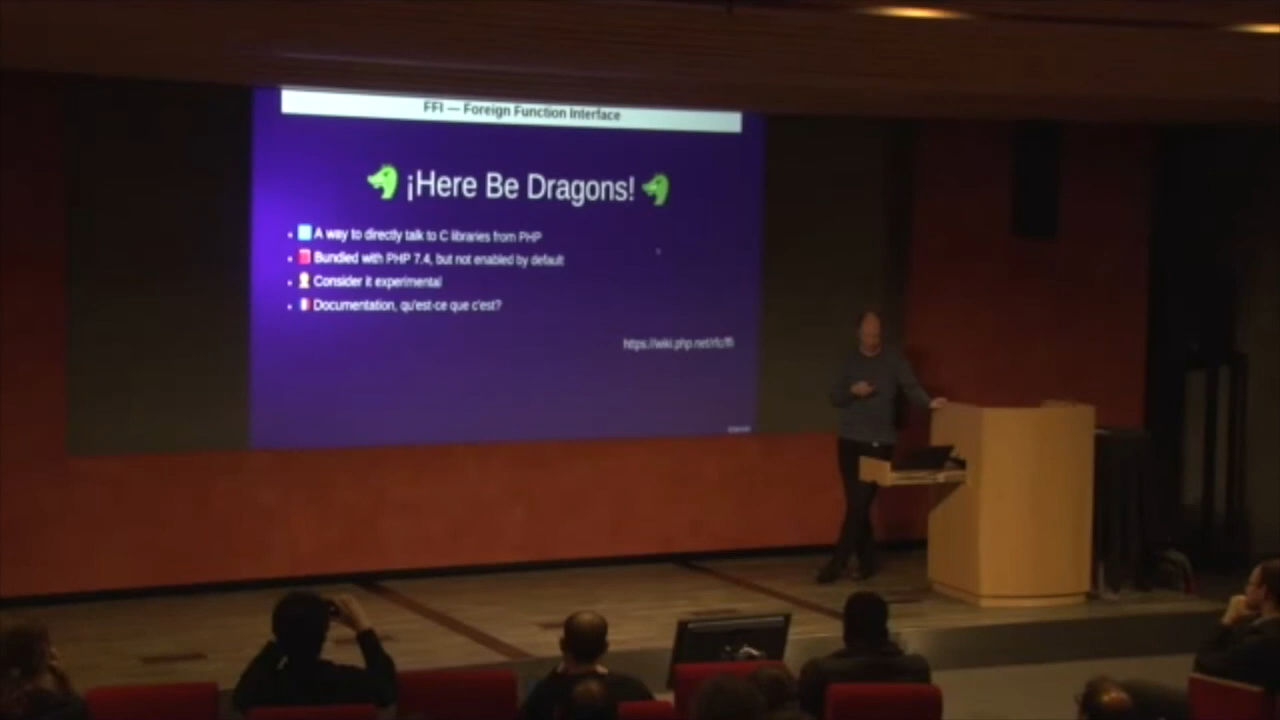 FFI — Foreign Function Interface
¡Here Be Dragons!
A way to directly talk to C libraries from PHP
Bundled with PHP 7.4, but not enabled by default
Consider it experimental
Documentation, qu'est-ce que c'est?
https://wiki.php.net/rfc/ffi